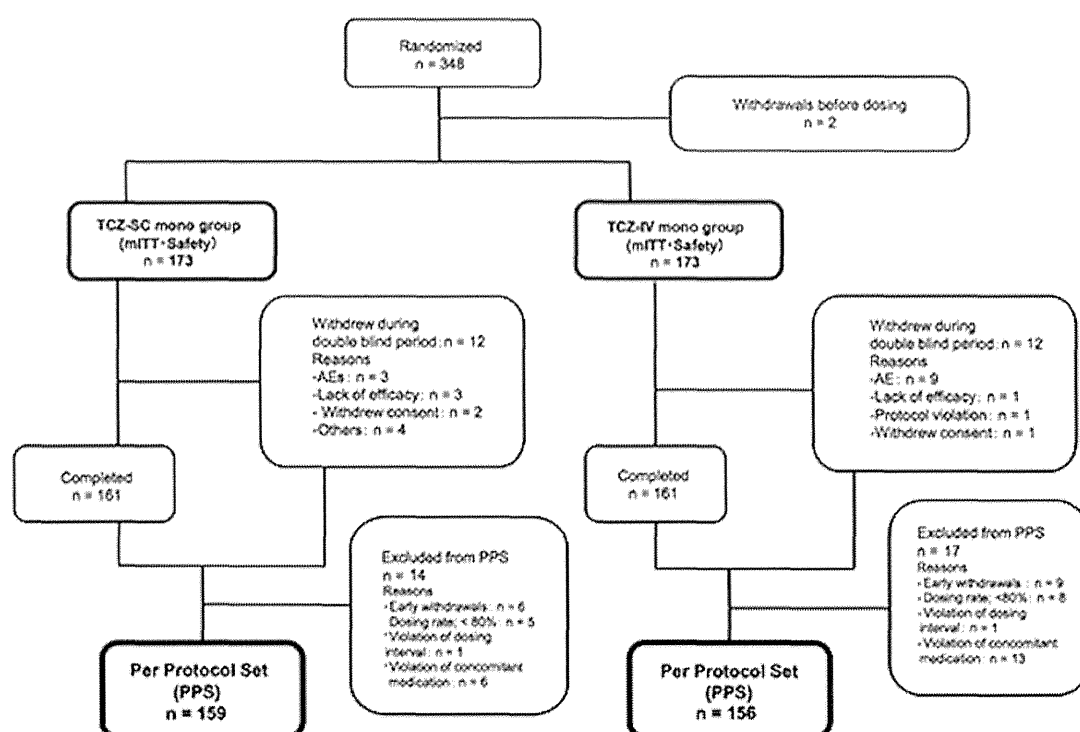 Randomized
n = 348
Withdrawals before dosing
n = 2
TCZ-SC mono group
(mITT・Safety)
n = 173
TCZ-IV mono group
(mITT・Safety)
n = 173
Withdrew during
double blind period: n = 12
Reasons
-AEs: n = 3
-Lack of efficacy: n = 3
- Withdrew consent: n = 2
-Others: n = 4
Withdrew during
double blind period: n = 12
Reasons
-AE: n = 9
-Lack of efficacy: n = 1
-Protocol violation: n = 1
-Withdrew consent: n = 1
Completed
n = 161
Completed
n = 161
Excluded from PPS
n = 14
Reasons
-Early withdrawals: n = 6
Dosing rate; < 80%: n = 5
-Violation of dosing
interval: n = 1
-Violation of concomitant
medication: n = 6
Excluded from PPS
n = 17
Reasons
-Early withdrawals: n = 9
-Dosing rate; <80%: n = 8
-Violation of dosing
interval: n = 1
-Violation of concomitant
medication: n = 13
Per Protocol Set
(PPS)
n = 159
Per Protocol Set
(PPS)
n = 156